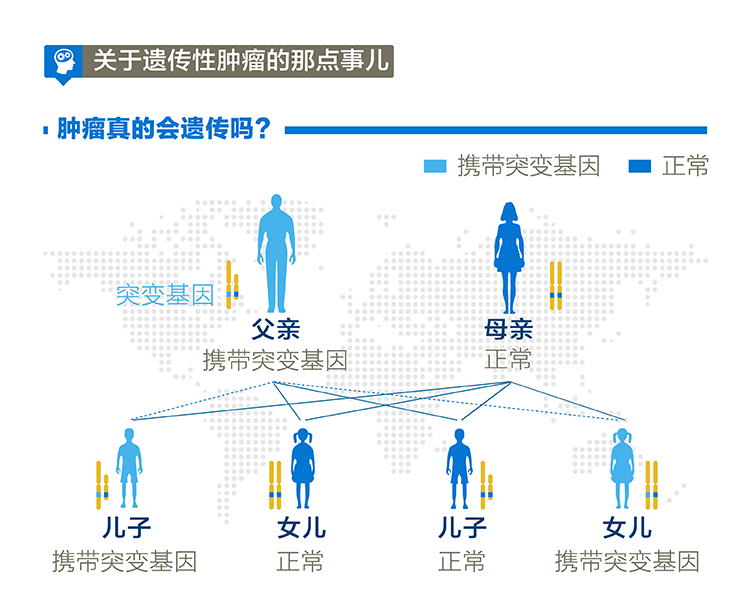 关于遗传性肿瘤的那点事儿
肿瘤真的会遗传吗？
携带突变基因 正常
突变基因
父亲 母亲
携带突变基因 正常
儿子 女儿 儿子 女儿
携带突变基因 正常 正常 携带突变基因